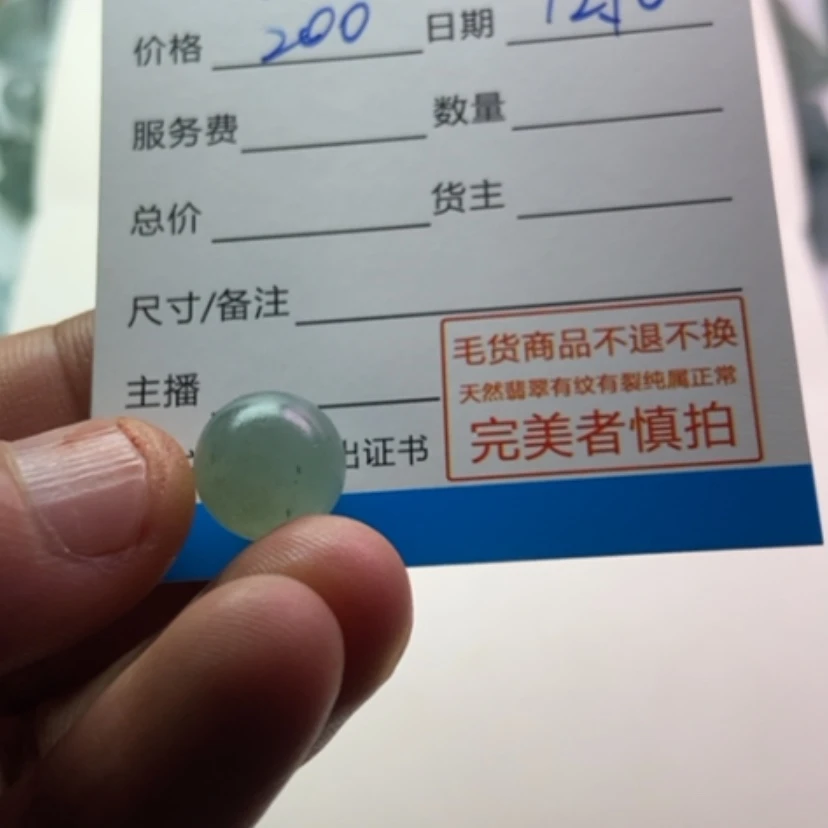 价格 200 日期
服务费 数量
总价 货主
尺寸/备注
主播
出证书
毛货商品不退不换
天然翡翠有纹有裂纯属正常
完美者慎拍